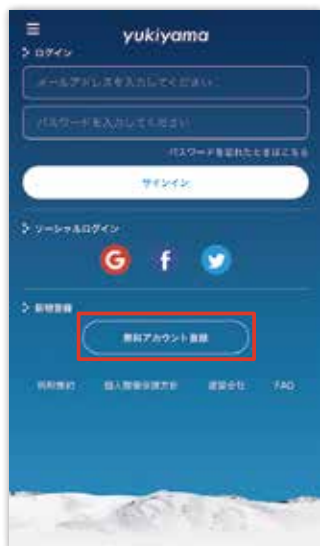 yukiyama
ログイン
メールアドレスを入力してください
パスワードを入力してください
パスワードを忘れたときはこちら
サインイン
ソーシャルログイン
G f
新規登録
無料アカウント登録
利用規約 個人情報保護方針 運営会社 FAQ